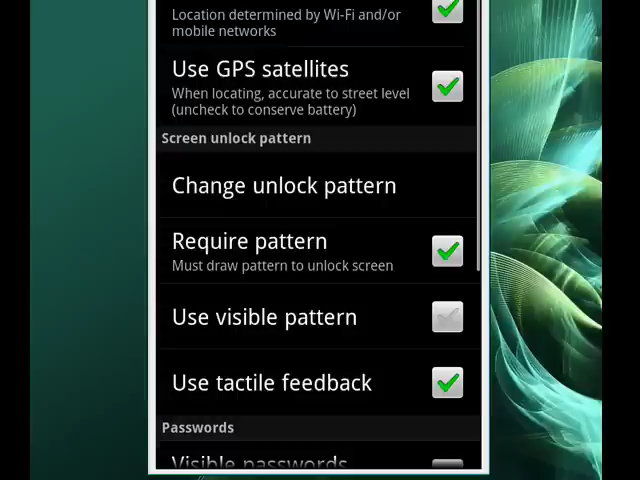 Location determined by Wi-Fi and/or
mobile networks
Use GPS satellites
When locating, accurate to street level
(uncheck to conserve battery)
Screen unlock pattern
Change unlock pattern
Require pattern
Must draw pattern to unlock screen
Use visible pattern
Use tactile feedback
Passwords
Visible passwords